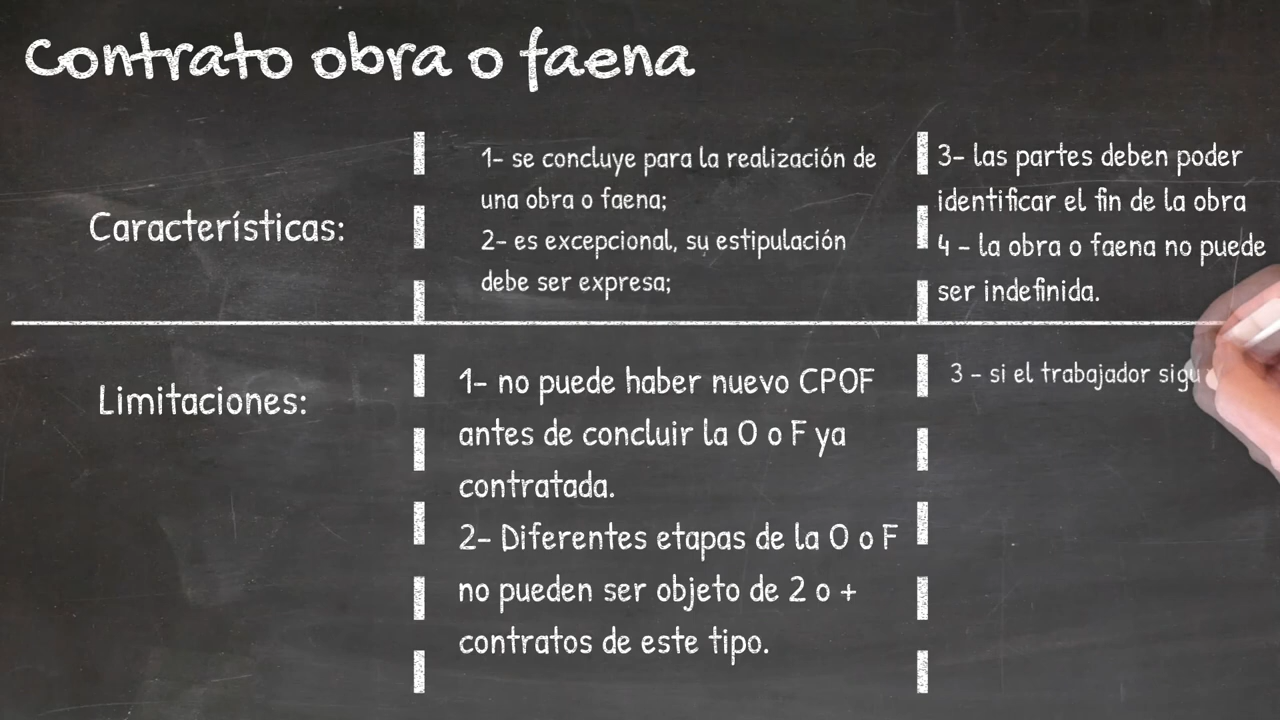 Contrato obra o faena
Características:
1- se concluye para la realización de
una obra o faena;
2- es excepcional, su estipulación
debe ser expresa;
3- las partes deben poder
identificar el fin de la obra
4 - la obra o faena no puede
ser indefinida.
Limitaciones:
1- no puede haber nuevo CPOF
antes de concluir la O o F ya
contratada.
2- Diferentes etapas de la O o F
no pueden ser objeto de 2 o +
contratos de este tipo.
3 - si el trabajador